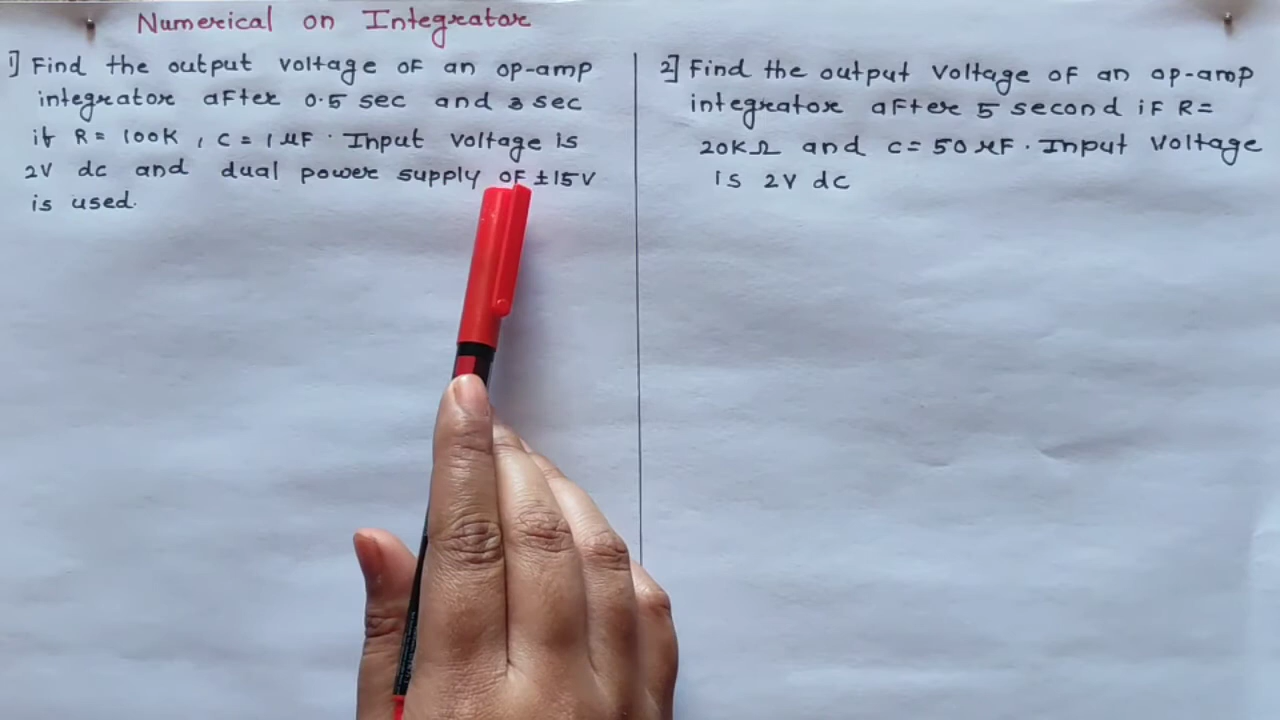 Numerical on Integrator
1] Find the output voltage of an op-amp
integrator after 0.5 sec and 3 sec
if R = 100K , C = 1 μF . Input voltage is
2V dc and dual power supply of ±15V
is used.
2] Find the output voltage of an op-amp
integrator after 5 second if R =
20KΩ and C = 50 μF . Input voltage
is 2V dc